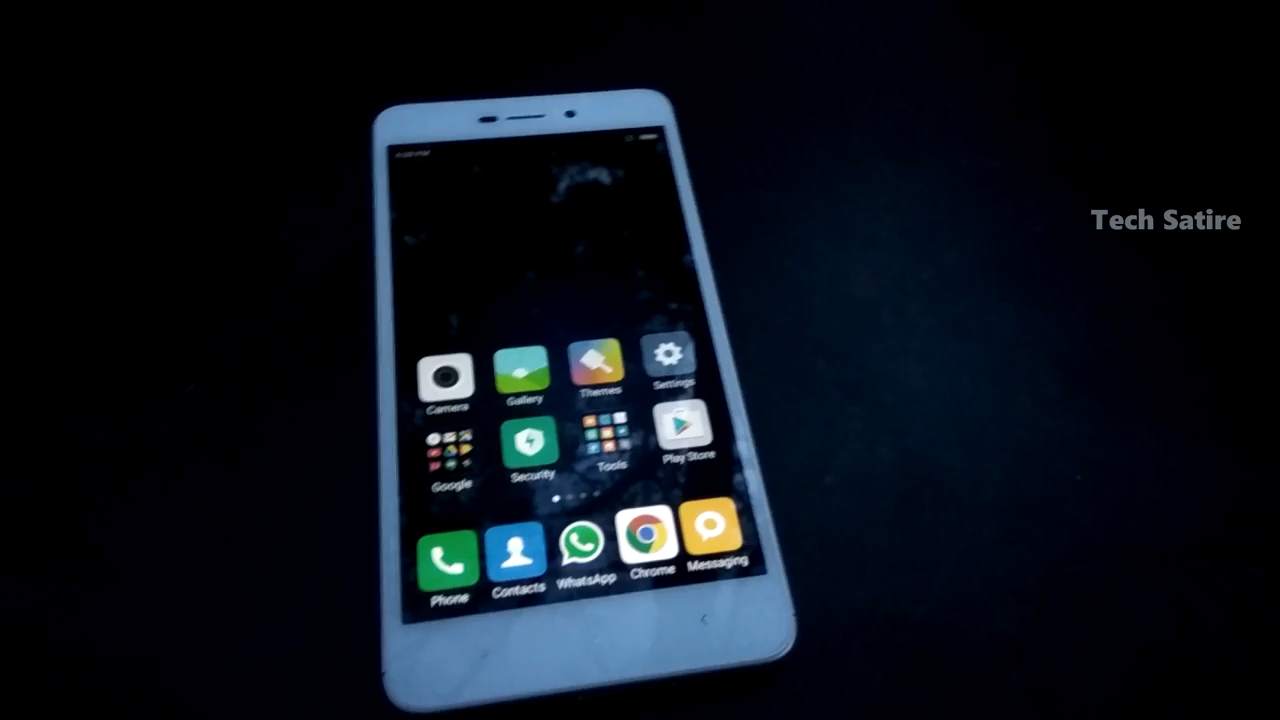 Tech Satire
Camera Gallery Themes Settings
Google Security Tools Play Store
Phone Contacts WhatsApp Chrome Messaging